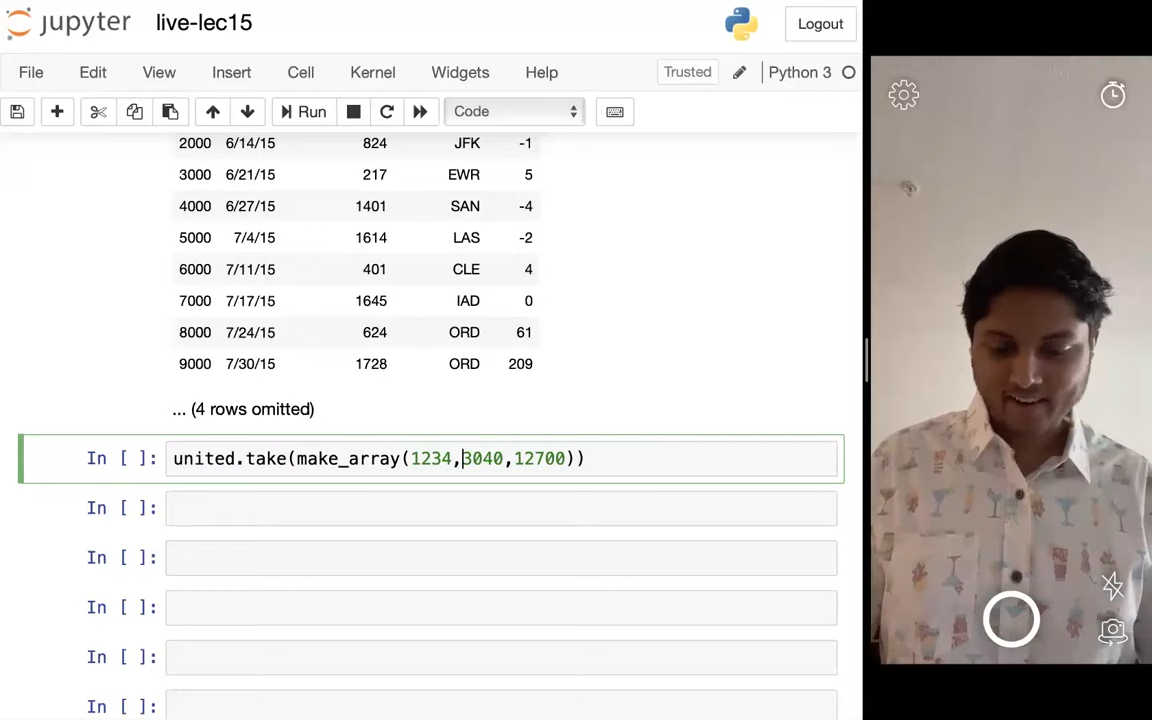 jupyter live-lec15 Logout
File Edit View Insert Cell Kernel Widgets Help Trusted Python 3
Run Code
2000 6/14/15 824 JFK -1
3000 6/21/15 217 EWR 5
4000 6/27/15 1401 SAN -4
5000 7/4/15 1614 LAS -2
6000 7/11/15 401 CLE 4
7000 7/17/15 1645 IAD 0
8000 7/24/15 624 ORD 61
9000 7/30/15 1728 ORD 209
... (4 rows omitted)
In [ ]: united.take(make_array(1234,3040,12700))
In [ ]:
In [ ]:
In [ ]:
In [ ]:
In [ ]: